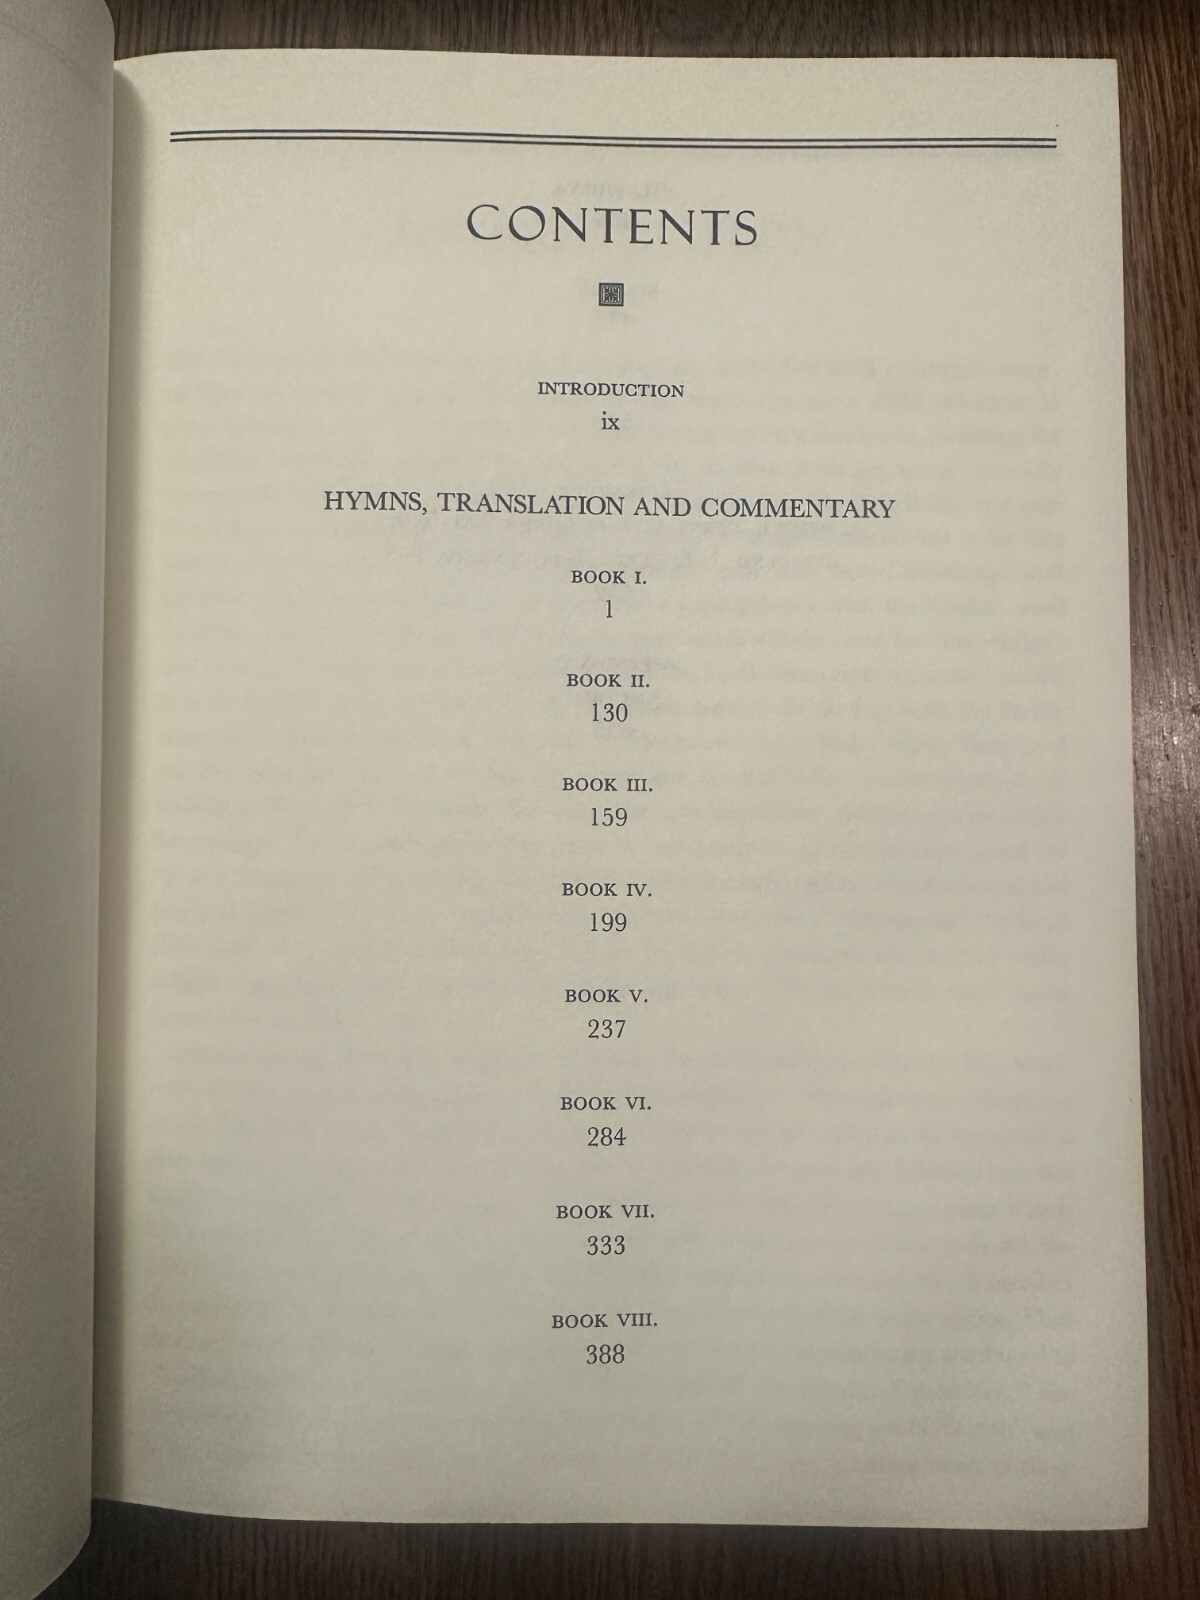 CONTENTS
INTRODUCTION
ix
HYMNS, TRANSLATION AND COMMENTARY
BOOK I.
1
BOOK II.
130
BOOK III.
159
BOOK IV.
199
BOOK V.
237
BOOK VI.
284
BOOK VII.
333
BOOK VIII.
388